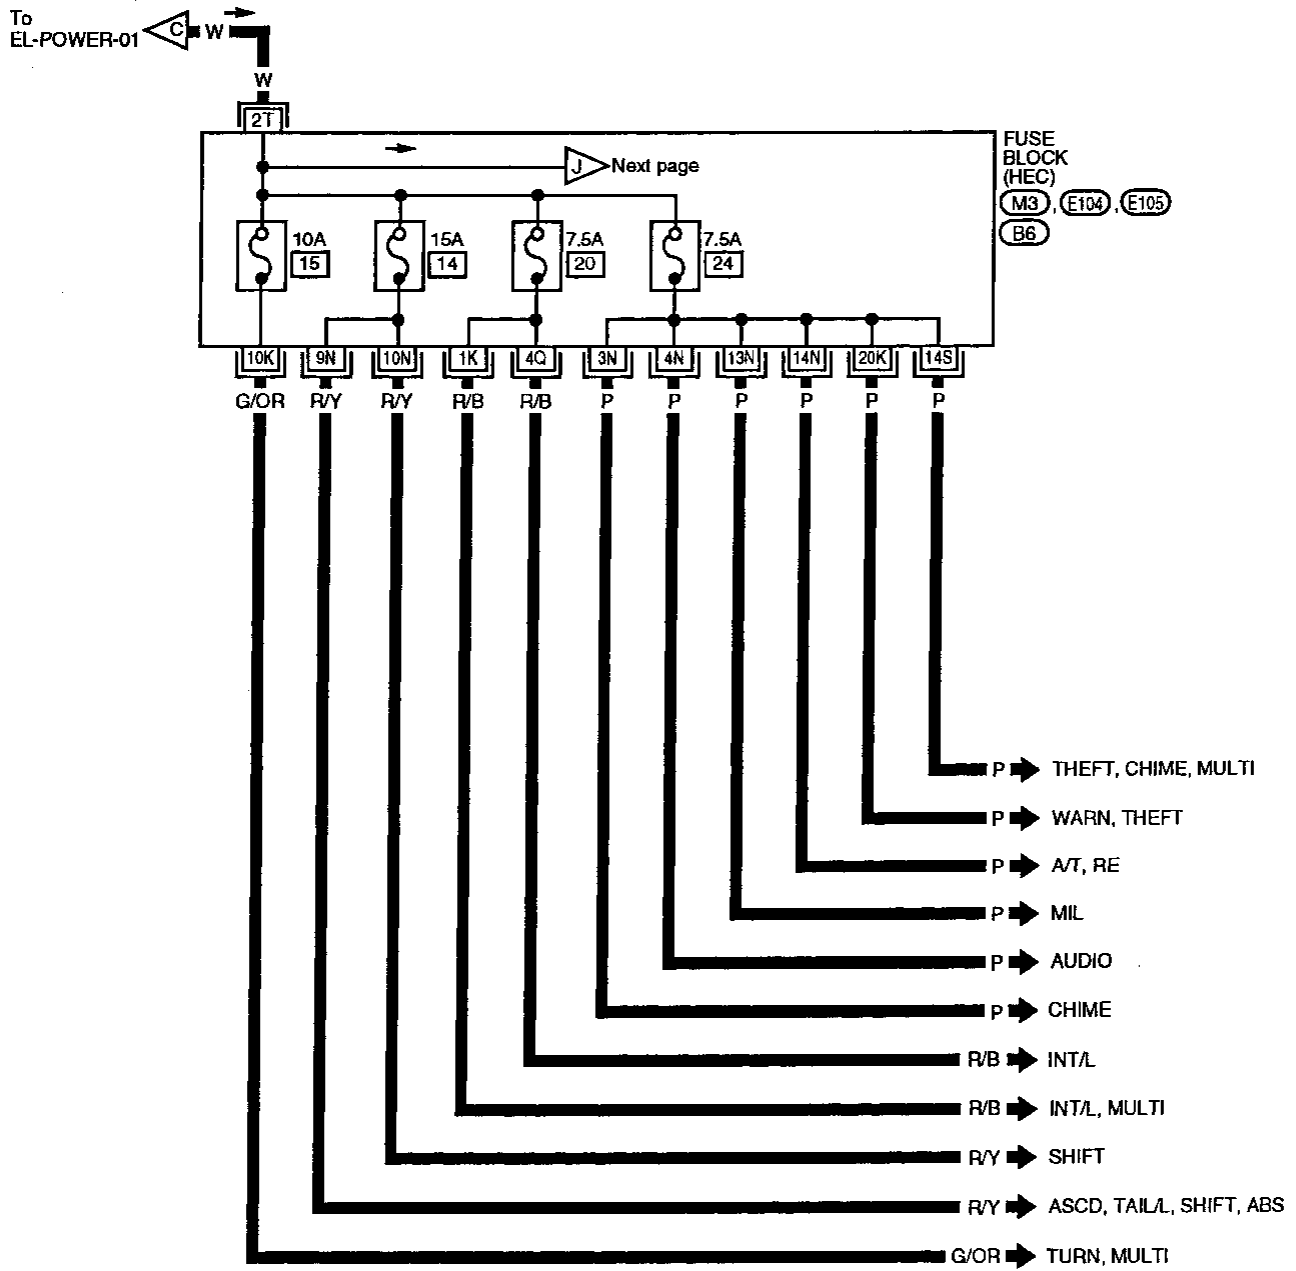 To
EL-POWER-01
C
W
W
2T
FUSE
BLOCK
(HEC)
M3, E104, E105
B6
J Next page
10A 15A 7.5A 7.5A
15 14 20 24
10K 9N 10N 1K 4Q 3N 4N 13N 14N 20K 14S
G/OR R/Y R/Y R/B R/B P P P P P P
P THEFT, CHIME, MULTI
P WARN, THEFT
P A/T, RE
P MIL
P AUDIO
P CHIME
R/B INT/L
R/B INT/L, MULTI
R/Y SHIFT
R/Y ASCD, TAIL/L, SHIFT, ABS
G/OR TURN, MULTI